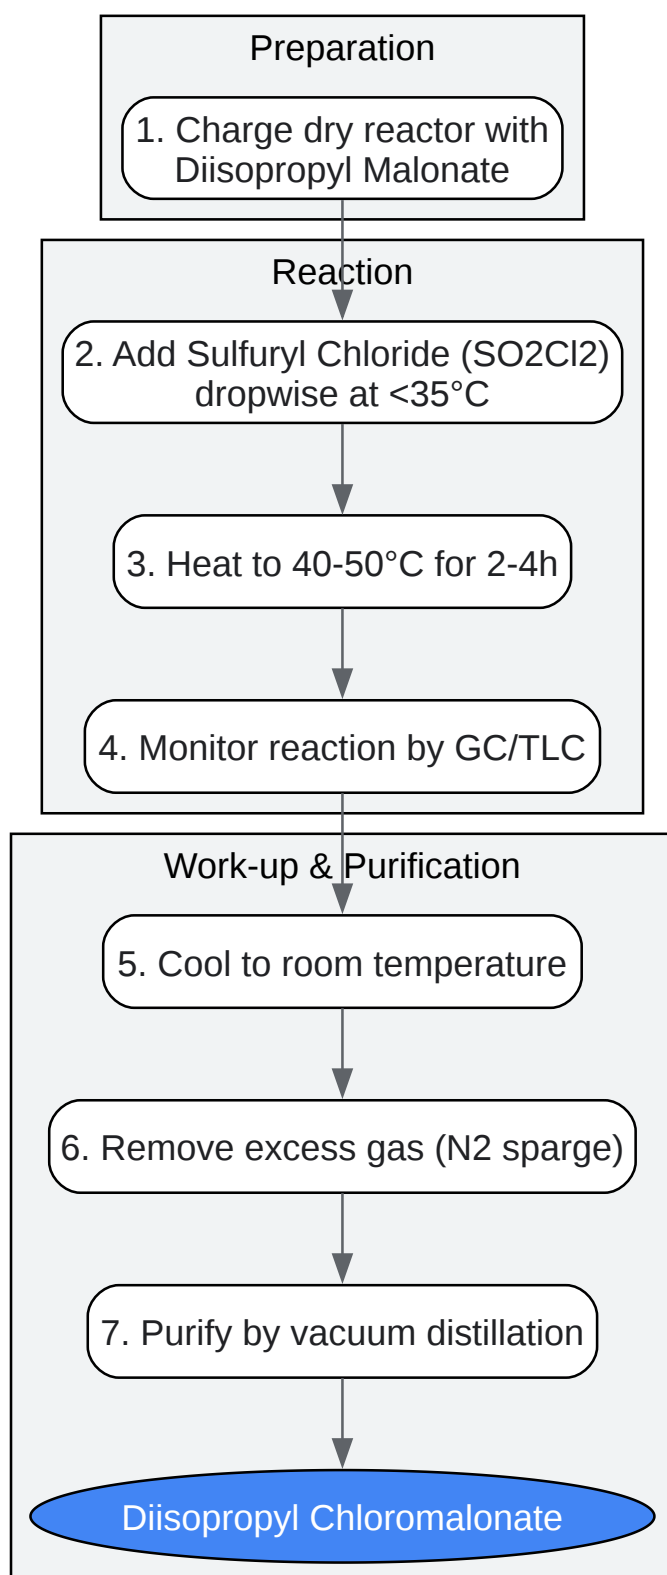 Preparation
1. Charge dry reactor with
Diisopropyl Malonate
Reaction
2. Add Sulfuryl Chloride (SO2Cl2)
dropwise at <35°C
3. Heat to 40-50°C for 2-4h
4. Monitor reaction by GC/TLC
Work-up & Purification
5. Cool to room temperature
6. Remove excess gas (N2 sparge)
7. Purify by vacuum distillation
Diisopropyl Chloromalonate